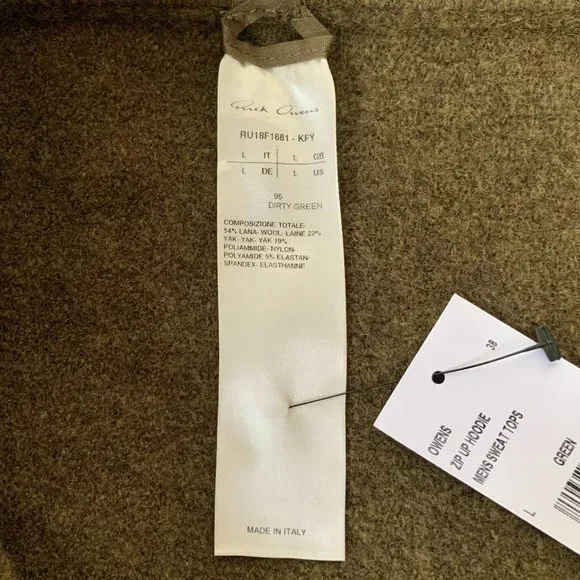 Rick Owens
RU18F1681 - KFY
L IT L GB
L DE L US
95
DIRTY GREEN
COMPOSIZIONE TOTALE-
54% LANA- WOOL- LAINE 22%
YAK- YAK- YAK 19%
POLIAMMIDE- NYLON-
POLYAMIDE 5% ELASTAN-
SPANDEX- ELASTHANNE
MADE IN ITALY
38
OWENS
ZIP UP HOODIE
MENS SWEAT TOPS
L
GREEN